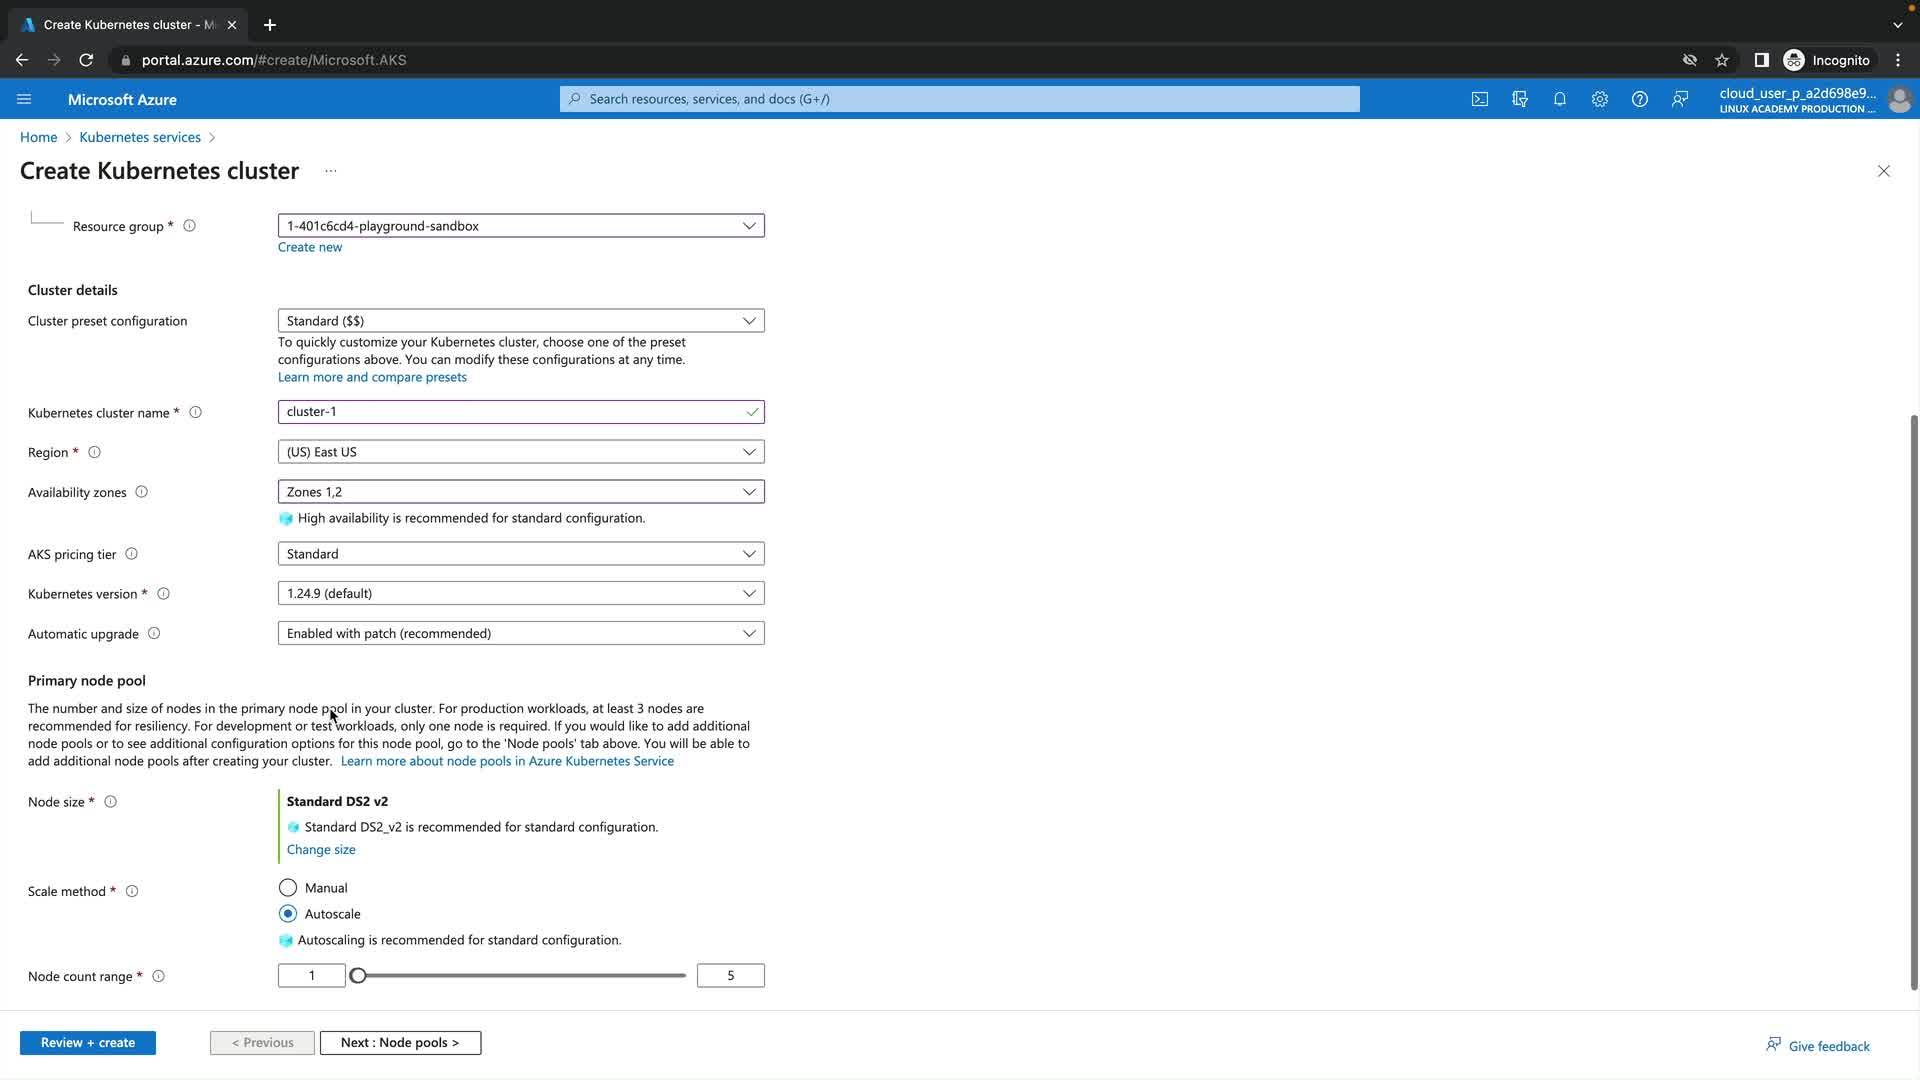 Create Kubernetes cluster - Mi
portal.azure.com/#create/Microsoft.AKS
Incognito
Microsoft Azure
Search resources, services, and docs (G+/)
cloud_user_p_a2d698e9...
LINUX ACADEMY PRODUCTION ...
Home > Kubernetes services >
Create Kubernetes cluster ...
Resource group * 1-401c6cd4-playground-sandbox
Create new
Cluster details
Cluster preset configuration Standard ($$)
To quickly customize your Kubernetes cluster, choose one of the preset
configurations above. You can modify these configurations at any time.
Learn more and compare presets
Kubernetes cluster name * cluster-1
Region * (US) East US
Availability zones Zones 1,2
High availability is recommended for standard configuration.
AKS pricing tier Standard
Kubernetes version * 1.24.9 (default)
Automatic upgrade Enabled with patch (recommended)
Primary node pool
The number and size of nodes in the primary node pool in your cluster. For production workloads, at least 3 nodes are
recommended for resiliency. For development or test workloads, only one node is required. If you would like to add additional
node pools or to see additional configuration options for this node pool, go to the 'Node pools' tab above. You will be able to
add additional node pools after creating your cluster. Learn more about node pools in Azure Kubernetes Service
Node size * Standard DS2 v2
Standard DS2_v2 is recommended for standard configuration.
Change size
Scale method * Manual
Autoscale
Autoscaling is recommended for standard configuration.
Node count range * 1 5
Review + create < Previous Next : Node pools > Give feedback